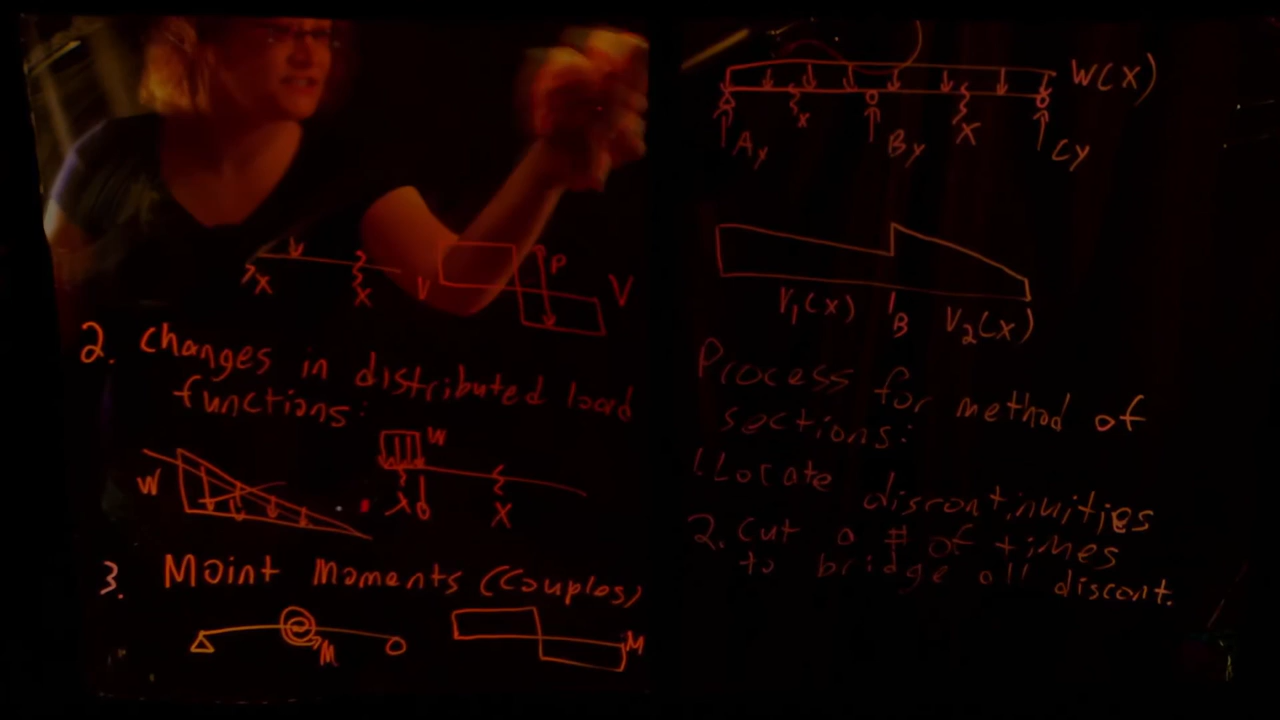 X X V P V
2. Changes in distributed load
functions:
W W
X X
3. Moint Moments (Couples)
M M
W(X)
X X
Ay By Cy
V1(X) B V2(X)
Process for method of
sections:
1. Locate discontinuities
2. Cut a # of times
to bridge all discont.